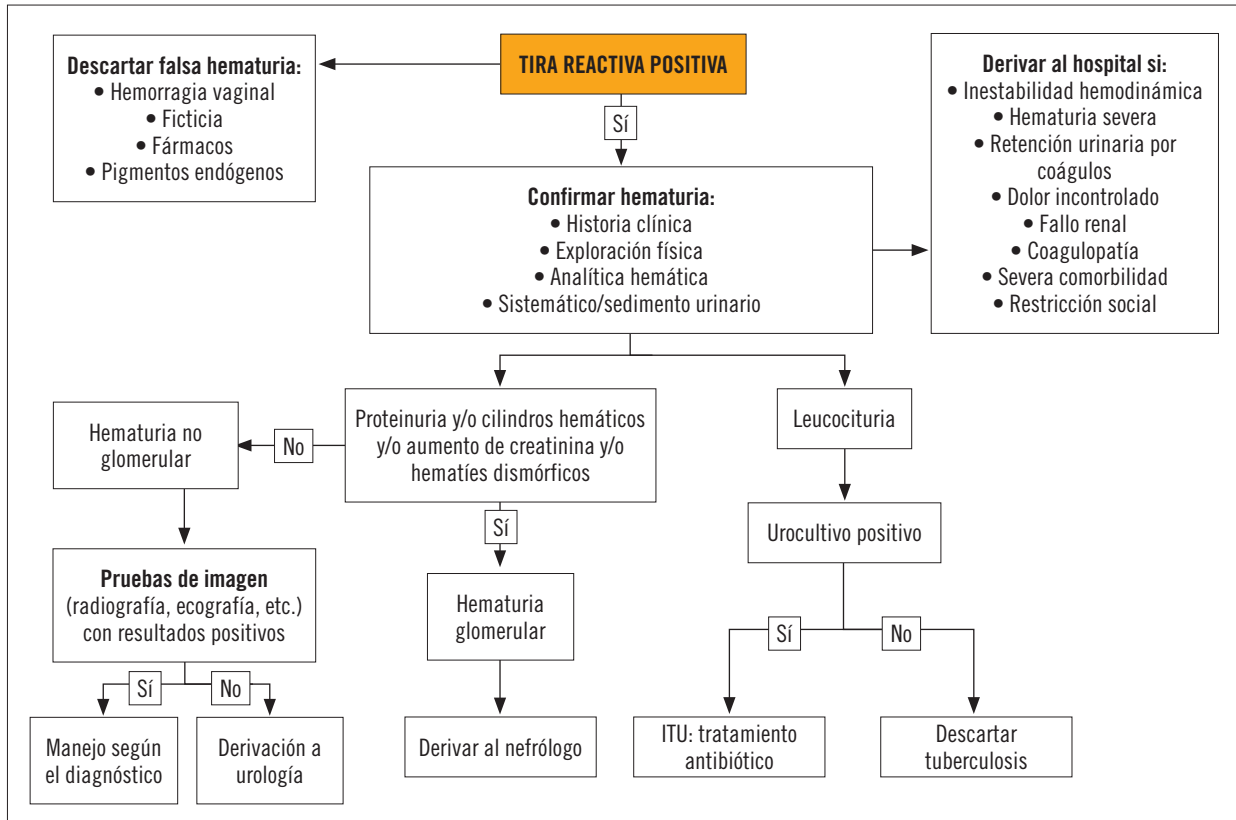 TIRA REACTIVA POSITIVA
Descartar falsa hematuria:
• Hemorragia vaginal
• Ficticia
• Fármacos
• Pigmentos endógenos
Derivar al hospital si:
• Inestabilidad hemodinámica
• Hematuria severa
• Retención urinaria por
coágulos
• Dolor incontrolado
• Fallo renal
• Coagulopatía
• Severa comorbilidad
• Restricción social
Sí
Confirmar hematuria:
• Historia clínica
• Exploración física
• Analítica hemática
• Sistemático/sedimento urinario
Hematuria no
glomerular
No
Proteinuria y/o cilindros hemáticos
y/o aumento de creatinina y/o
hematíes dismórficos
Leucocituria
Sí
Urocultivo positivo
Pruebas de imagen
(radiografía, ecografía, etc.)
con resultados positivos
Hematuria
glomerular
Sí
No
Sí
No
Manejo según
el diagnóstico
Derivación a
urología
Derivar al nefrólogo
ITU: tratamiento
antibiótico
Descartar
tuberculosis